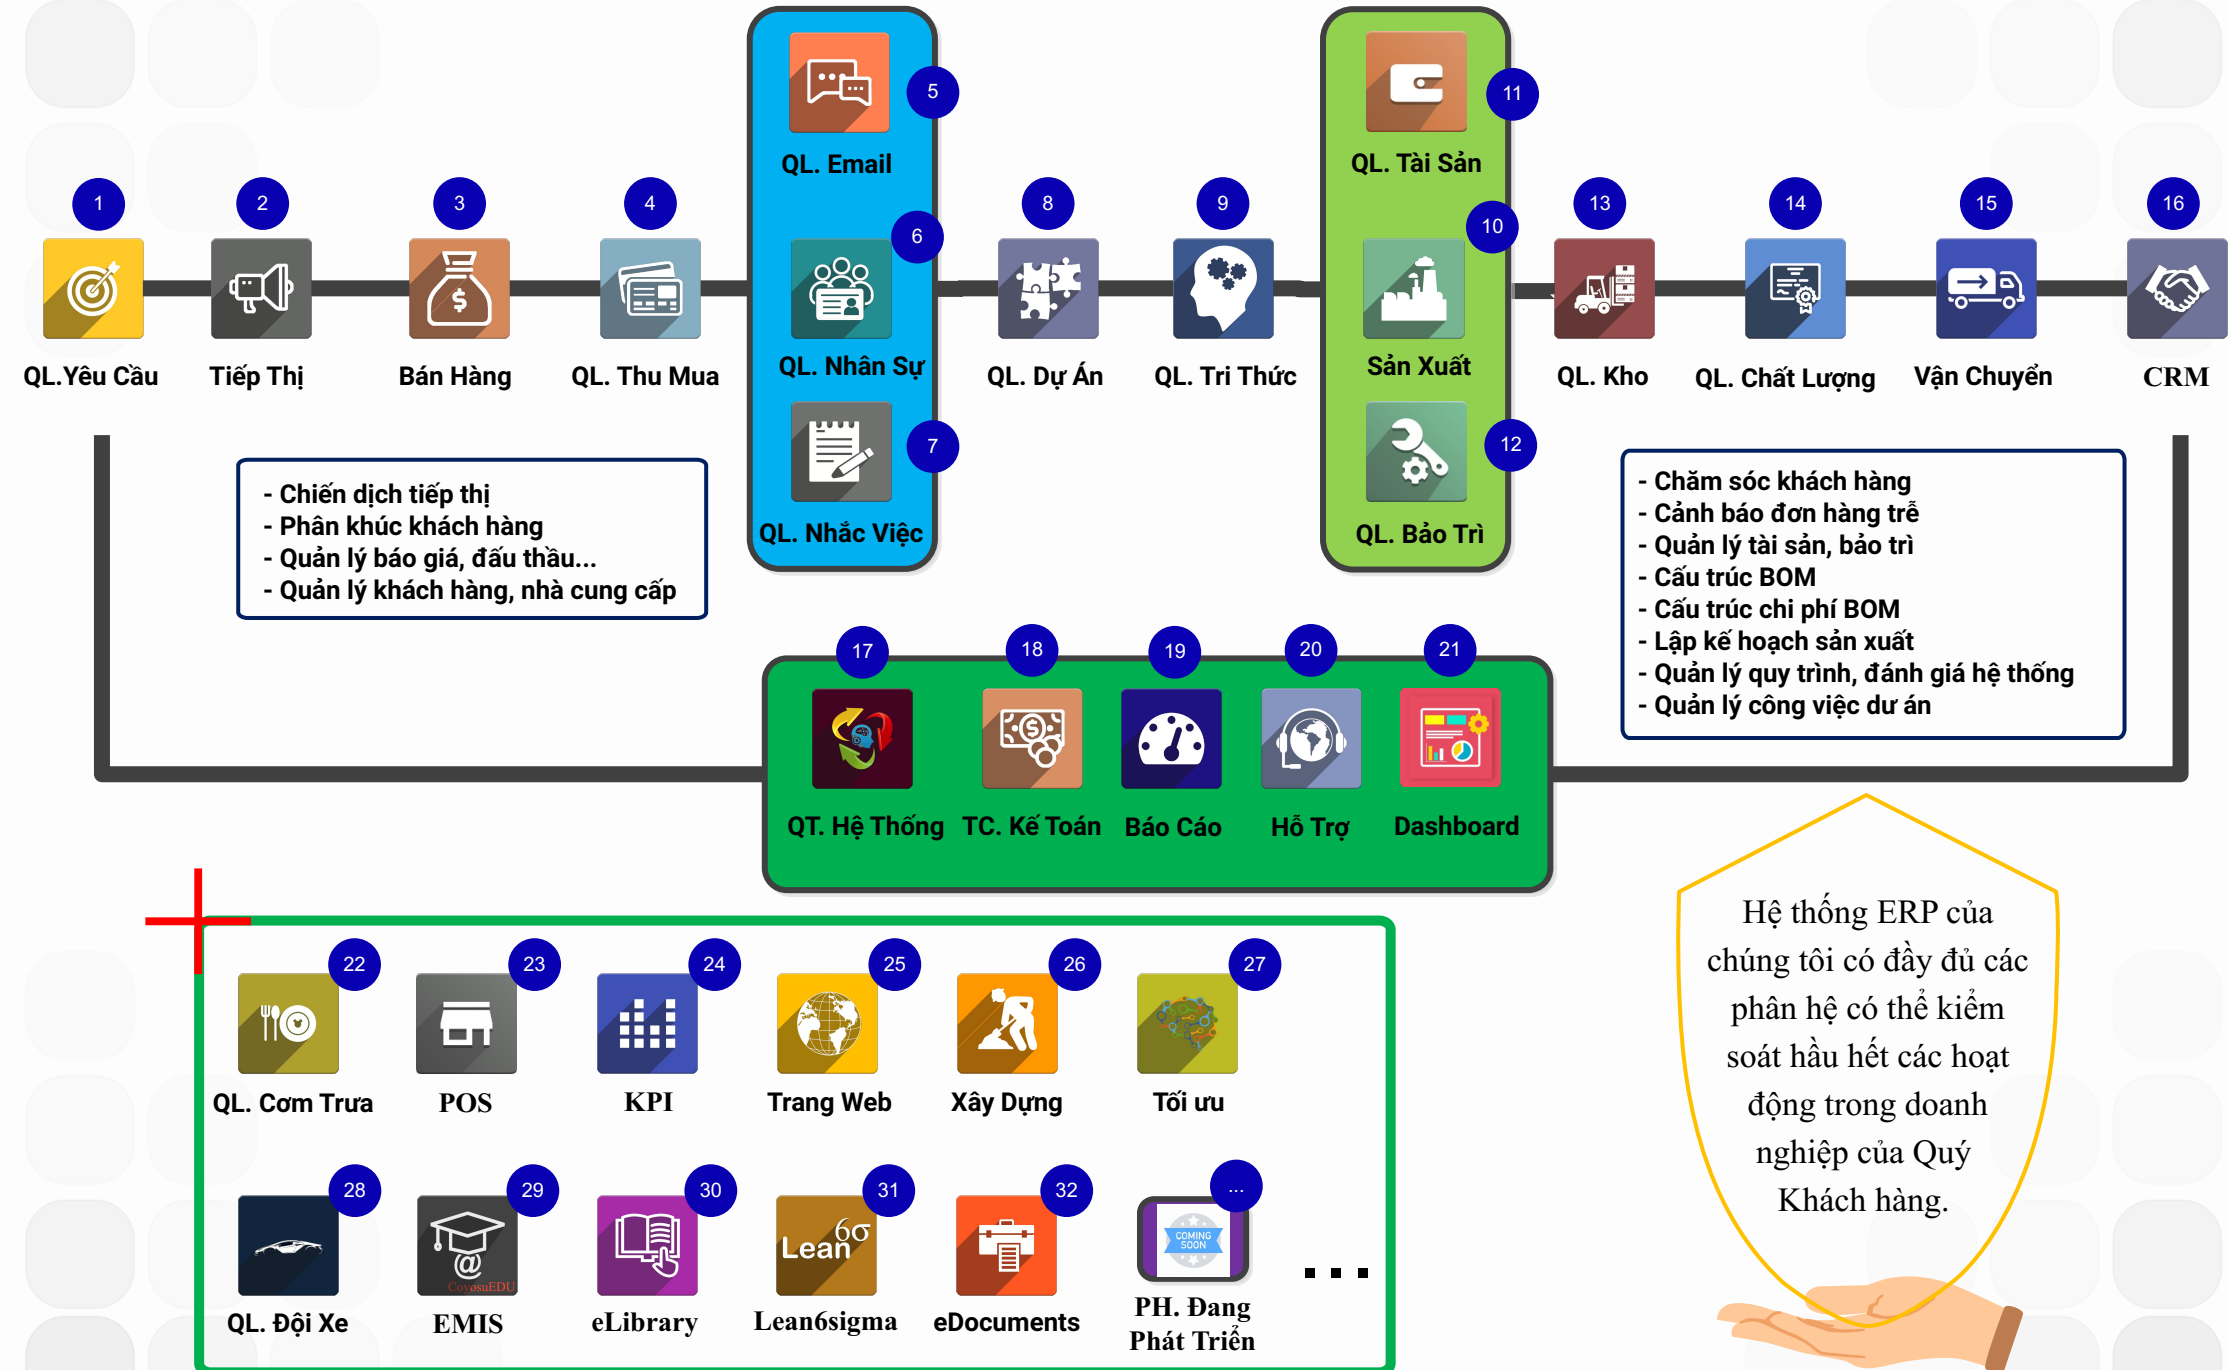 5
11
QL. Email
QL. Tài Sản
1
2
3
4
6
8
9
10
13
14
15
16
$
QL.Yêu Cầu
Tiếp Thị
Bán Hàng
QL. Thu Mua
QL. Nhân Sự
QL. Dự Án
QL. Tri Thức
Sản Xuất
QL. Kho
QL. Chất Lượng
Vận Chuyển
CRM
7
12
QL. Nhắc Việc
QL. Bảo Trì
- Chiến dịch tiếp thị
- Phân khúc khách hàng
- Quản lý báo giá, đấu thầu...
- Quản lý khách hàng, nhà cung cấp
- Chăm sóc khách hàng
- Cảnh báo đơn hàng trễ
- Quản lý tài sản, bảo trì
- Cấu trúc BOM
- Cấu trúc chi phí BOM
- Lập kế hoạch sản xuất
- Quản lý quy trình, đánh giá hệ thống
- Quản lý công việc dư án
17
18
19
20
21
$
QT. Hệ Thống
TC. Kế Toán
Báo Cáo
Hỗ Trợ
Dashboard
22
23
24
25
26
27
QL. Cơm Trưa
POS
KPI
Trang Web
Xây Dựng
Tối ưu
28
29
30
31
32
...
@
CoyosuEDU
Lean6σ
COMING
SOON
...
QL. Đội Xe
EMIS
eLibrary
Lean6sigma
eDocuments
PH. Đang
Phát Triển
Hệ thống ERP của
chúng tôi có đầy đủ các
phân hệ có thể kiểm
soát hầu hết các hoạt
động trong doanh
nghiệp của Quý
Khách hàng.